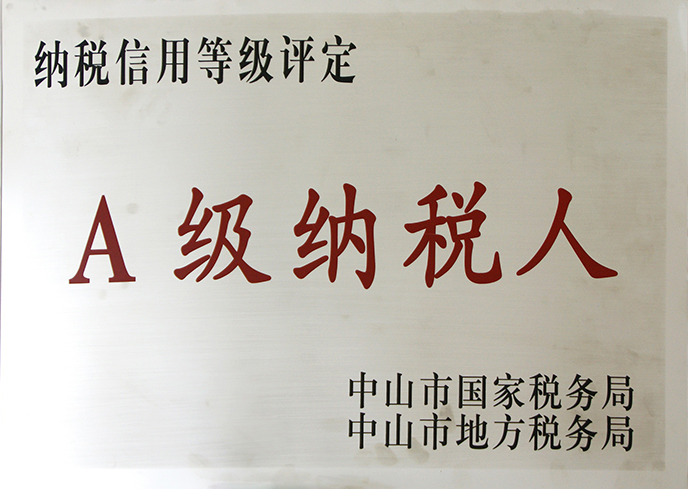 纳税信用等级评定
A级纳税人
中山市国家税务局
中山市地方税务局